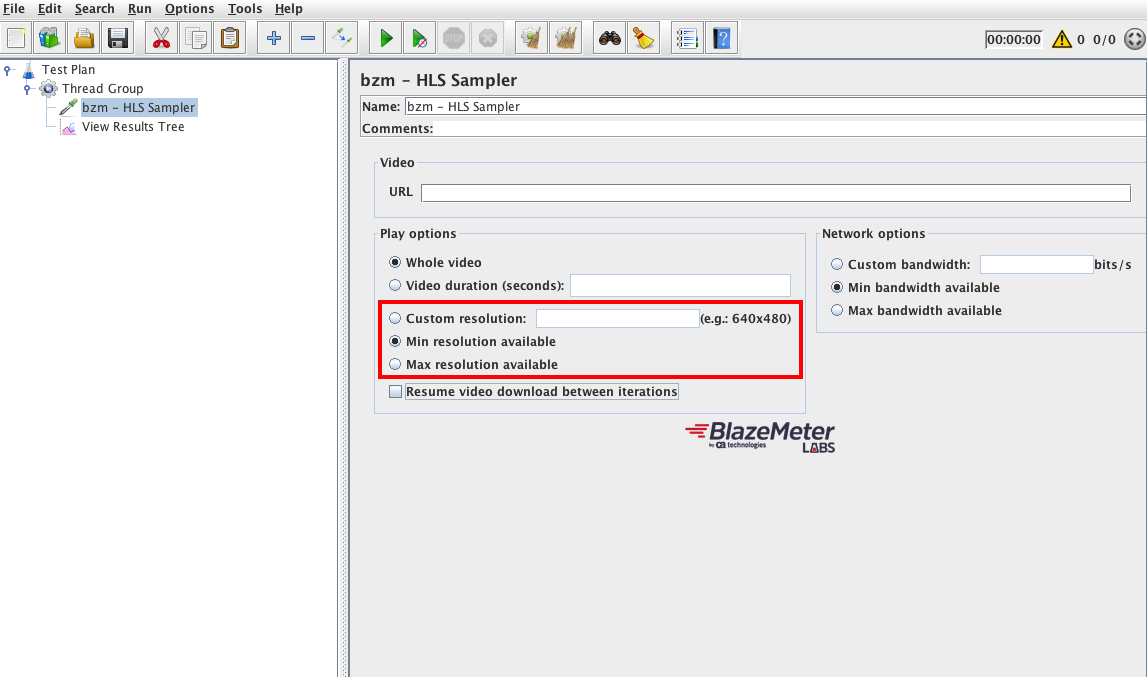 File Edit Search Run Options Tools Help
STOP
?
00:00:00 0 0/0
Test Plan
Thread Group
bzm - HLS Sampler
View Results Tree
bzm - HLS Sampler
Name: bzm - HLS Sampler
Comments:
Video
URL
Play options
Whole video
Video duration (seconds):
Custom resolution: (e.g.: 640x480)
Min resolution available
Max resolution available
Resume video download between iterations
Network options
Custom bandwidth: bits/s
Min bandwidth available
Max bandwidth available
BlazeMeter
by ca technologies LABS